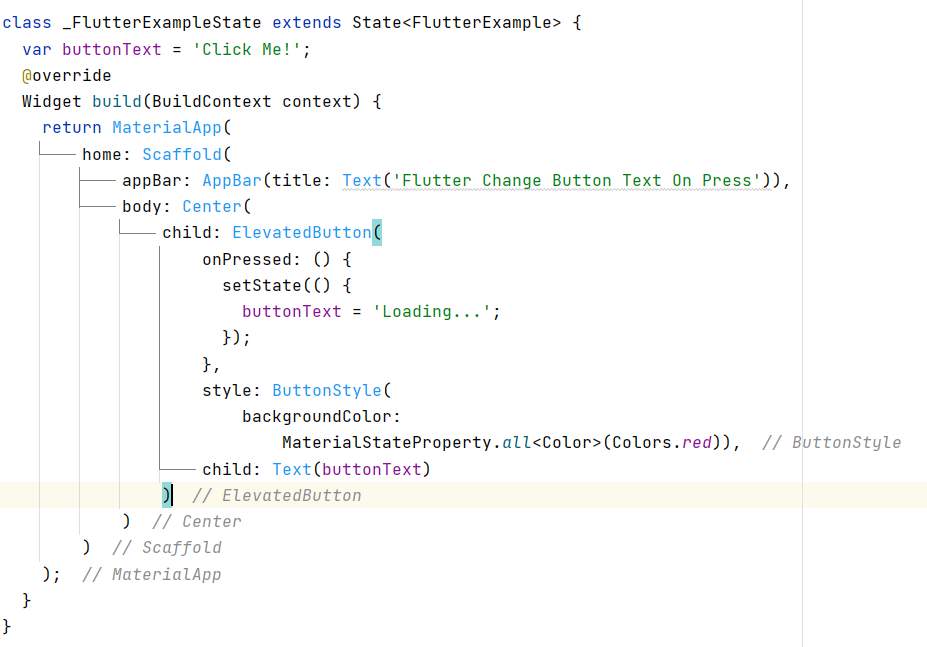 class _FlutterExampleState extends State<FlutterExample> {
  var buttonText = 'Click Me!';
  @override
  Widget build(BuildContext context) {
    return MaterialApp(
        home: Scaffold(
            appBar: AppBar(title: Text('Flutter Change Button Text On Press')),
            body: Center(
                child: ElevatedButton(
                    onPressed: () {
                      setState(() {
                        buttonText = 'Loading...';
                      });
                    },
                    style: ButtonStyle(
                        backgroundColor:
                            MaterialStateProperty.all<Color>(Colors.red)),  // ButtonStyle
                    child: Text(buttonText)
                )  // ElevatedButton
            )  // Center
        )  // Scaffold
    );  // MaterialApp
  }
}